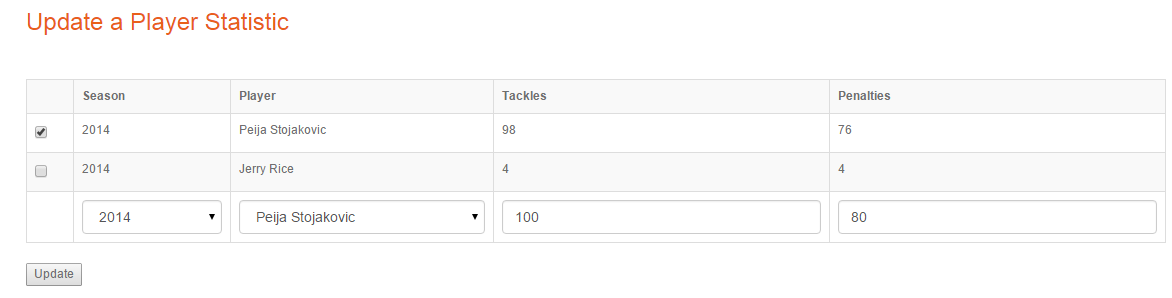 Update a Player Statistic
Season Player Tackles Penalties
2014 Peija Stojakovic 98 76
2014 Jerry Rice 4 4
2014 Peija Stojakovic 100 80
Update